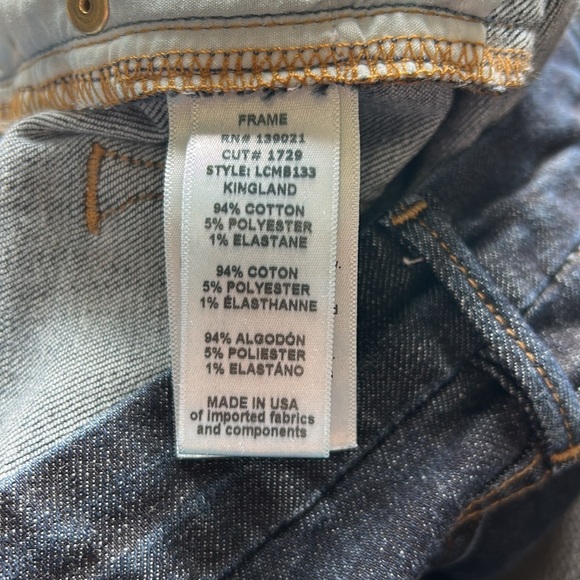 FRAME
RN# 139021
CUT# 1729
STYLE: LCMB133
KINGLAND
94% COTTON
5% POLYESTER
1% ELASTANE
94% COTON
5% POLYESTER
1% ÉLASTHANNE
94% ALGODÓN
5% POLIESTER
1% ELASTÁNO
MADE IN USA
of imported fabrics
and components